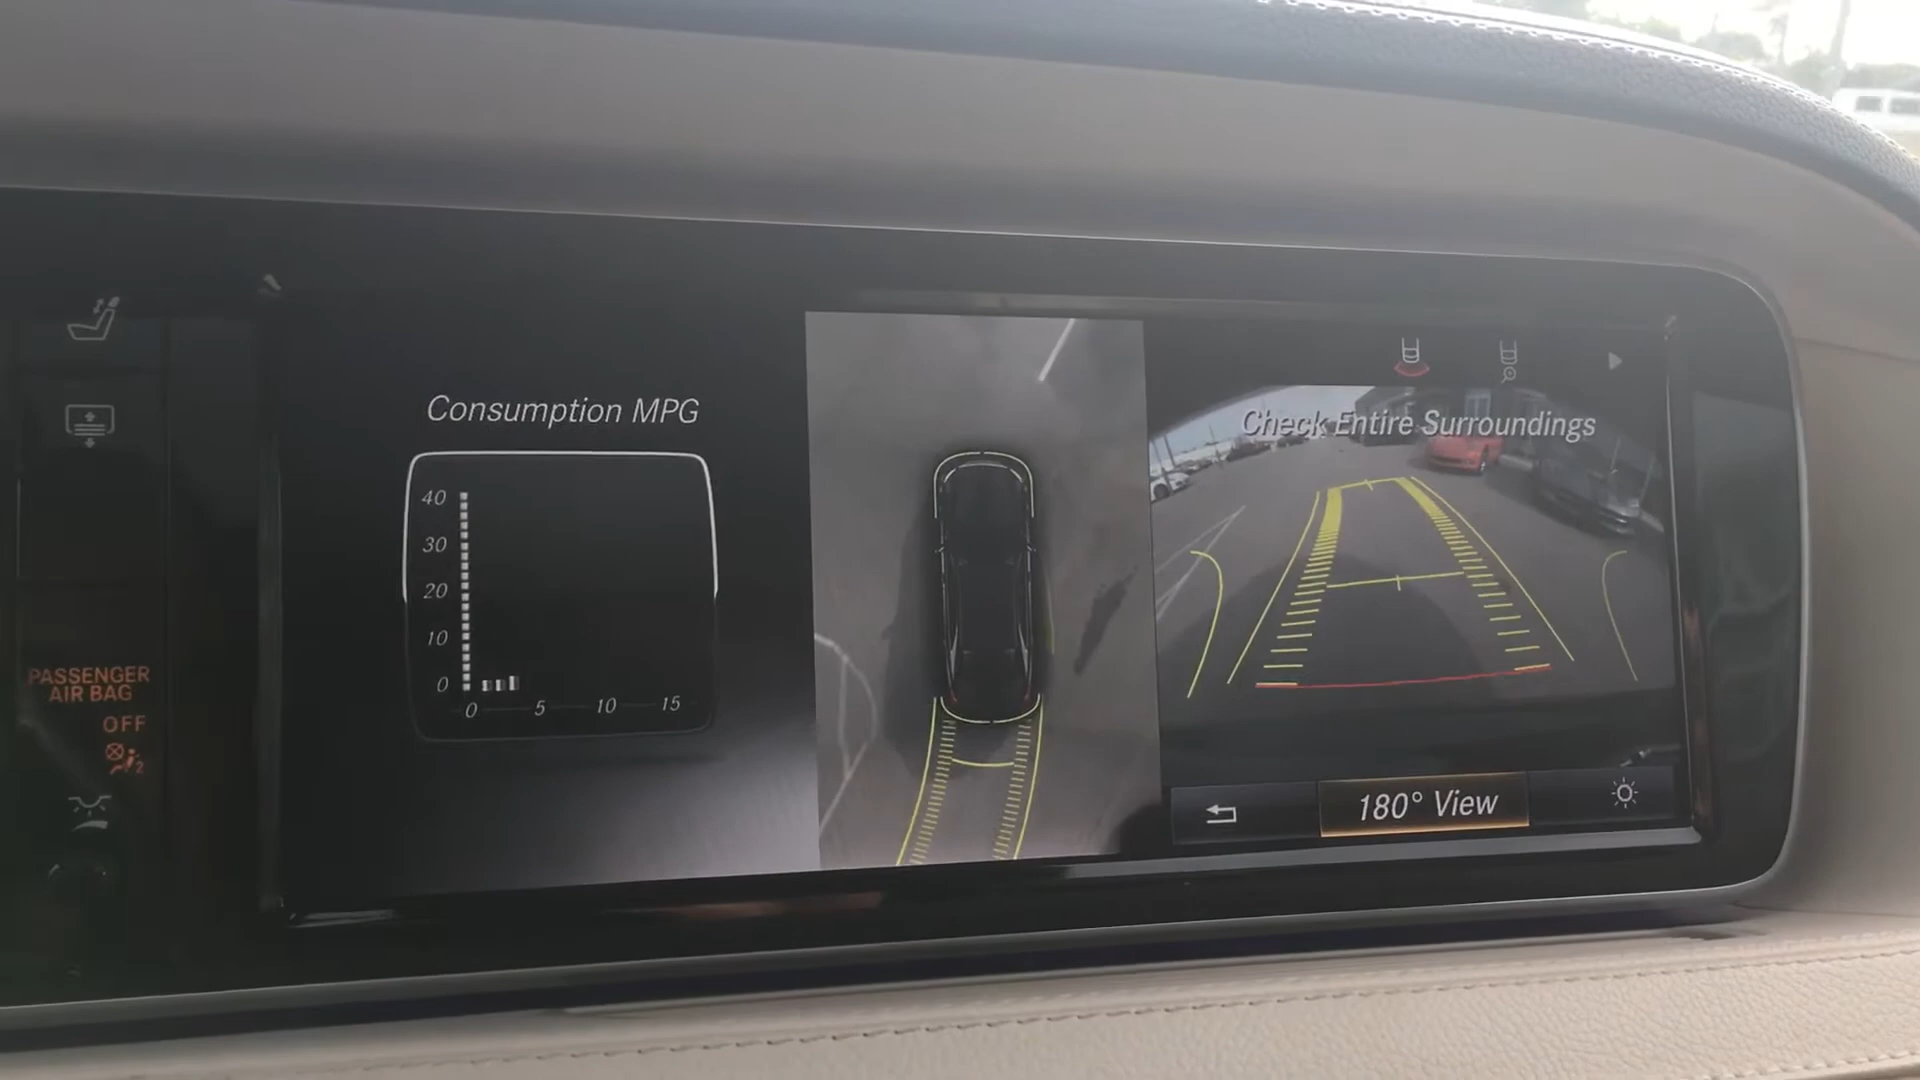 PASSENGER
AIR BAG
OFF
2
Consumption MPG
40
30
20
10
0
0 5 10 15
Check Entire Surroundings
180° View